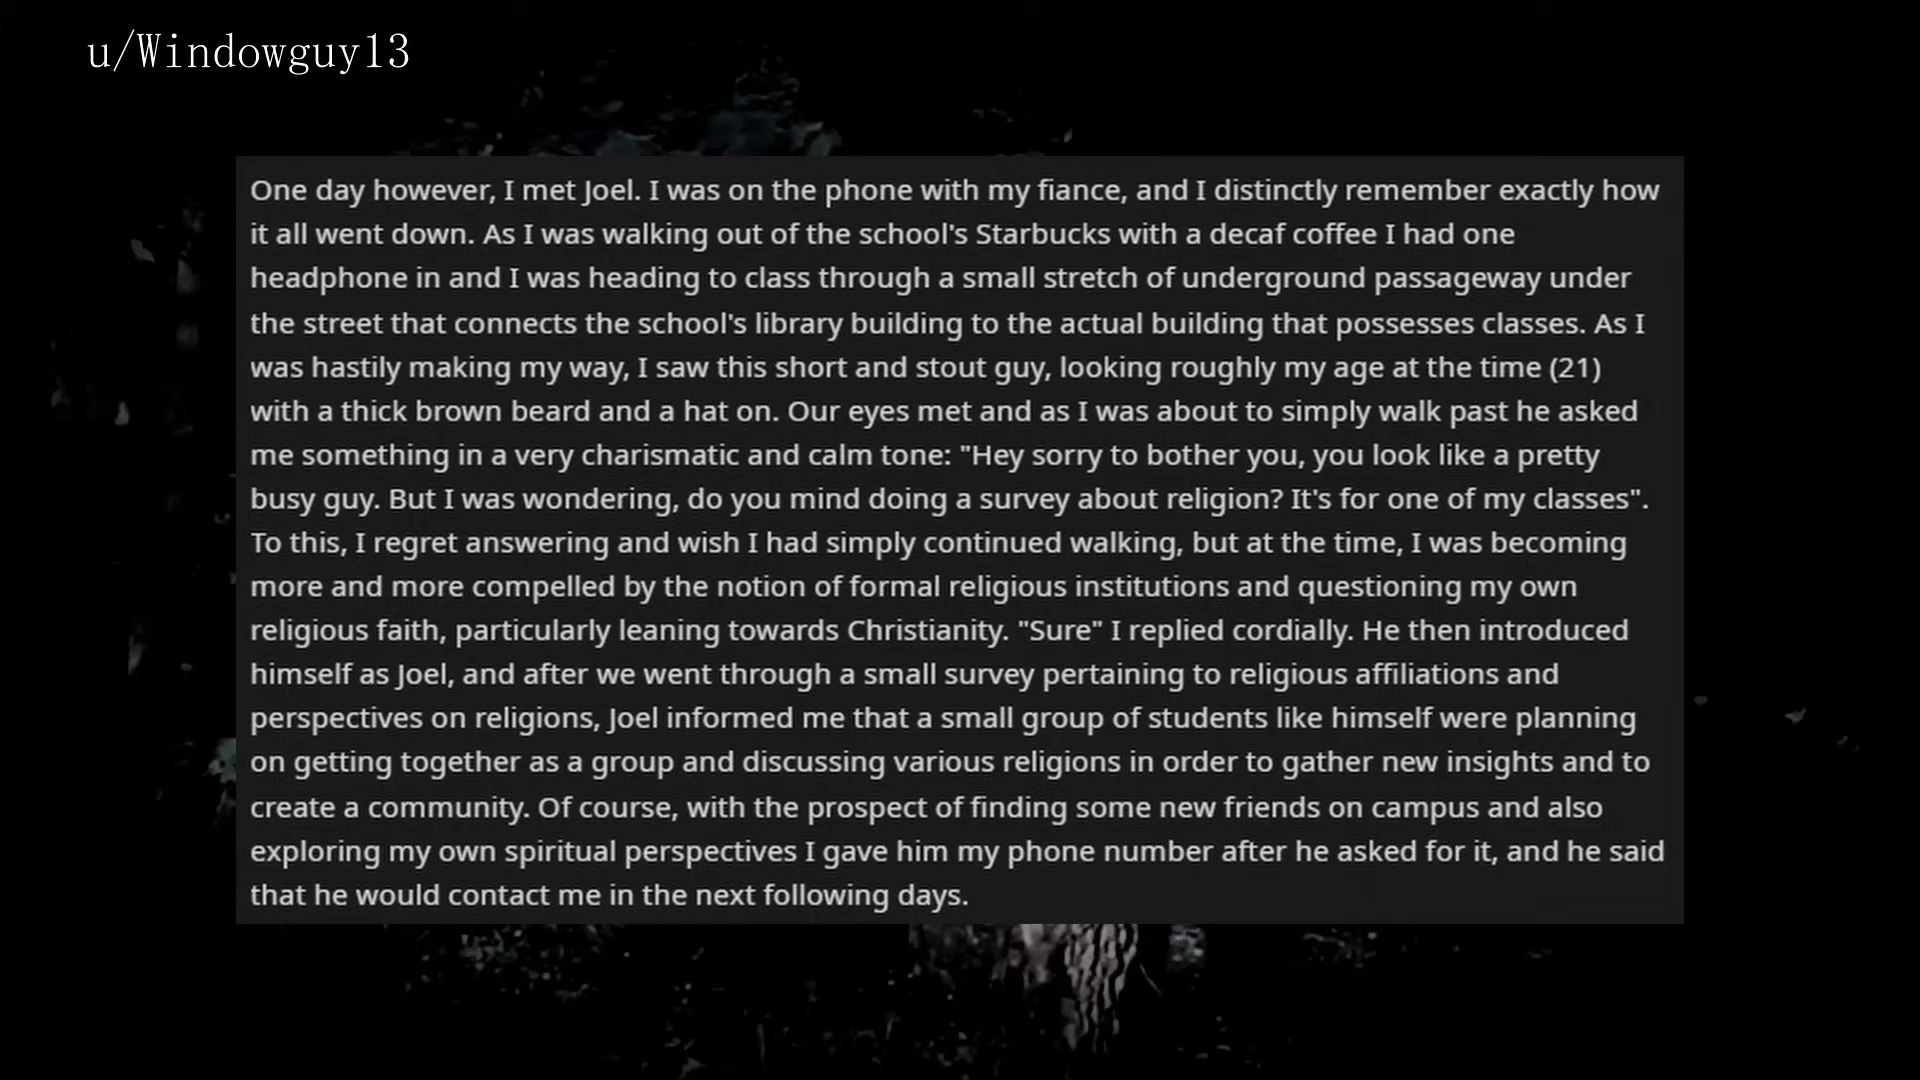 u/Windowguy13
One day however, I met Joel. I was on the phone with my fiance, and I distinctly remember exactly how
it all went down. As I was walking out of the school's Starbucks with a decaf coffee I had one
headphone in and I was heading to class through a small stretch of underground passageway under
the street that connects the school's library building to the actual building that possesses classes. As I
was hastily making my way, I saw this short and stout guy, looking roughly my age at the time (21)
with a thick brown beard and a hat on. Our eyes met and as I was about to simply walk past he asked
me something in a very charismatic and calm tone: "Hey sorry to bother you, you look like a pretty
busy guy. But I was wondering, do you mind doing a survey about religion? It's for one of my classes".
To this, I regret answering and wish I had simply continued walking, but at the time, I was becoming
more and more compelled by the notion of formal religious institutions and questioning my own
religious faith, particularly leaning towards Christianity. "Sure" I replied cordially. He then introduced
himself as Joel, and after we went through a small survey pertaining to religious affiliations and
perspectives on religions, Joel informed me that a small group of students like himself were planning
on getting together as a group and discussing various religions in order to gather new insights and to
create a community. Of course, with the prospect of finding some new friends on campus and also
exploring my own spiritual perspectives I gave him my phone number after he asked for it, and he said
that he would contact me in the next following days.